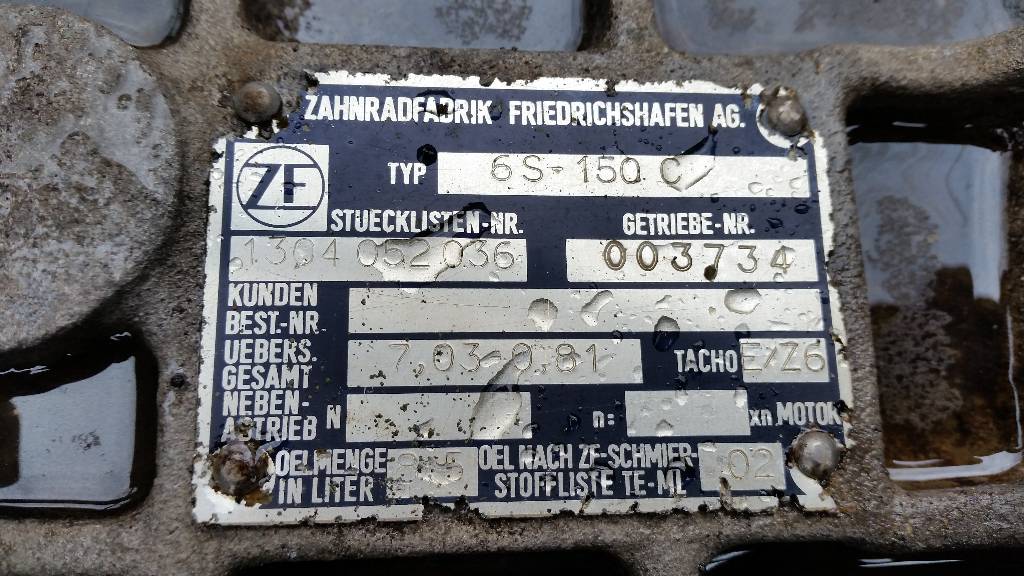 ZAHNRADFABRIK FRIEDRICHSHAFEN AG.
ZF
TYP 6 S-150 C
STUECKLISTEN-NR. GETRIEBE-NR.
1304 052 036 003734
KUNDEN
BEST.-NR.
UEBERS. 7,03-0,81 TACHO E/Z6
GESAMT
NEBEN-
ABTRIEB N n: xn MOTOR
OELMENGE OEL NACH ZF-SCHMIER- 02
IN LITER STOFFLISTE TE-ML